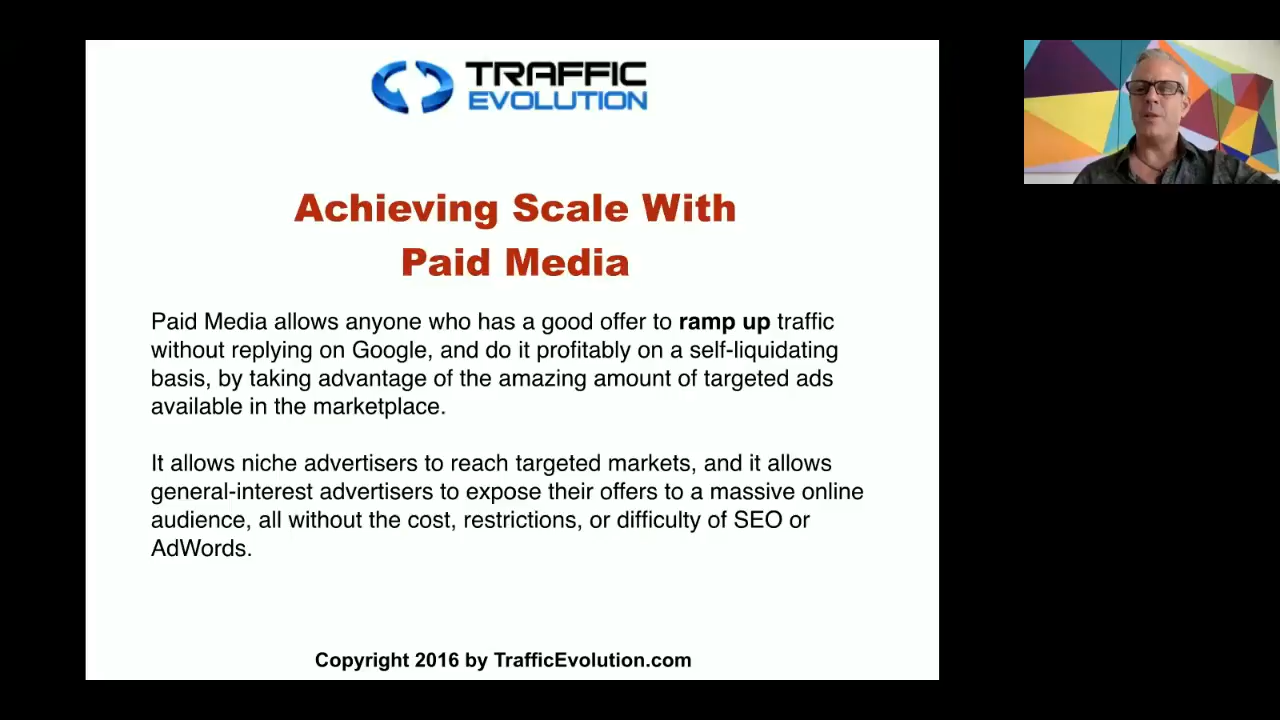 TRAFFIC
EVOLUTION
Achieving Scale With
Paid Media
Paid Media allows anyone who has a good offer to ramp up traffic
without replying on Google, and do it profitably on a self-liquidating
basis, by taking advantage of the amazing amount of targeted ads
available in the marketplace.
It allows niche advertisers to reach targeted markets, and it allows
general-interest advertisers to expose their offers to a massive online
audience, all without the cost, restrictions, or difficulty of SEO or
AdWords.
Copyright 2016 by TrafficEvolution.com